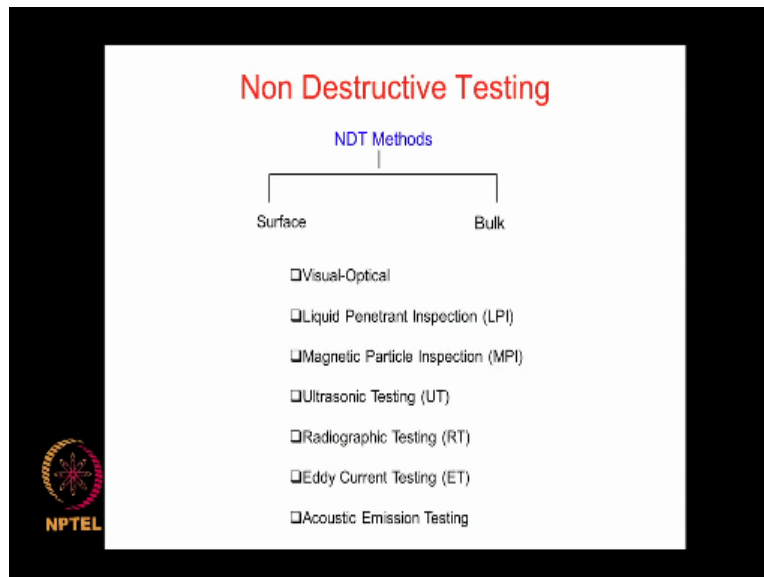 Non Destructive Testing
NDT Methods
Surface Bulk
❑Visual-Optical
❑Liquid Penetrant Inspection (LPI)
❑Magnetic Particle Inspection (MPI)
❑Ultrasonic Testing (UT)
❑Radiographic Testing (RT)
❑Eddy Current Testing (ET)
❑Acoustic Emission Testing
NPTEL